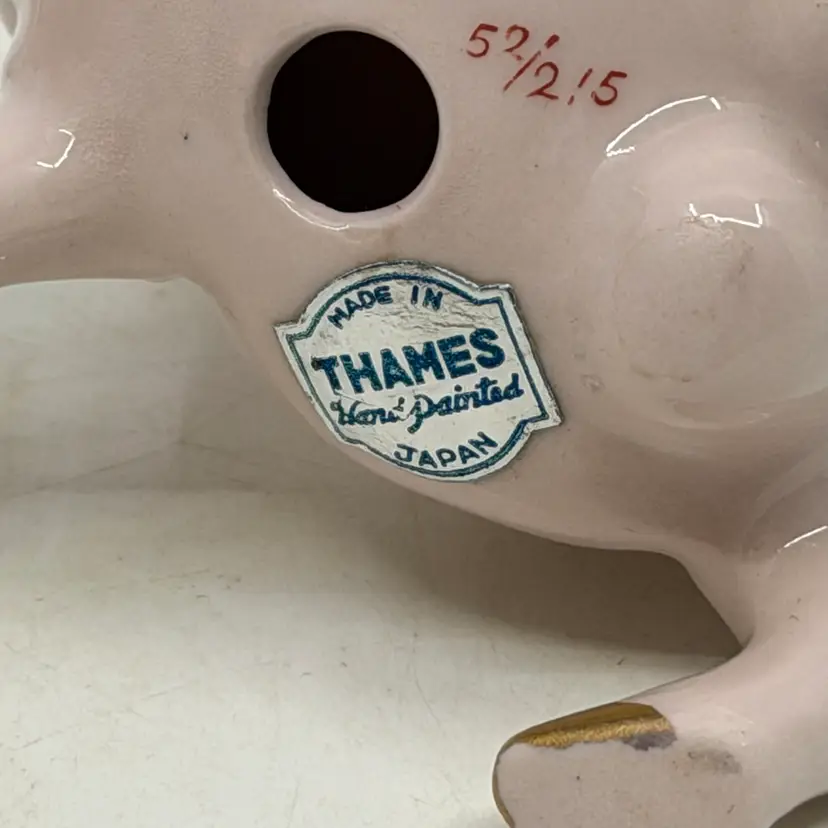 52/215
MADE IN
THAMES
Hand painted
JAPAN